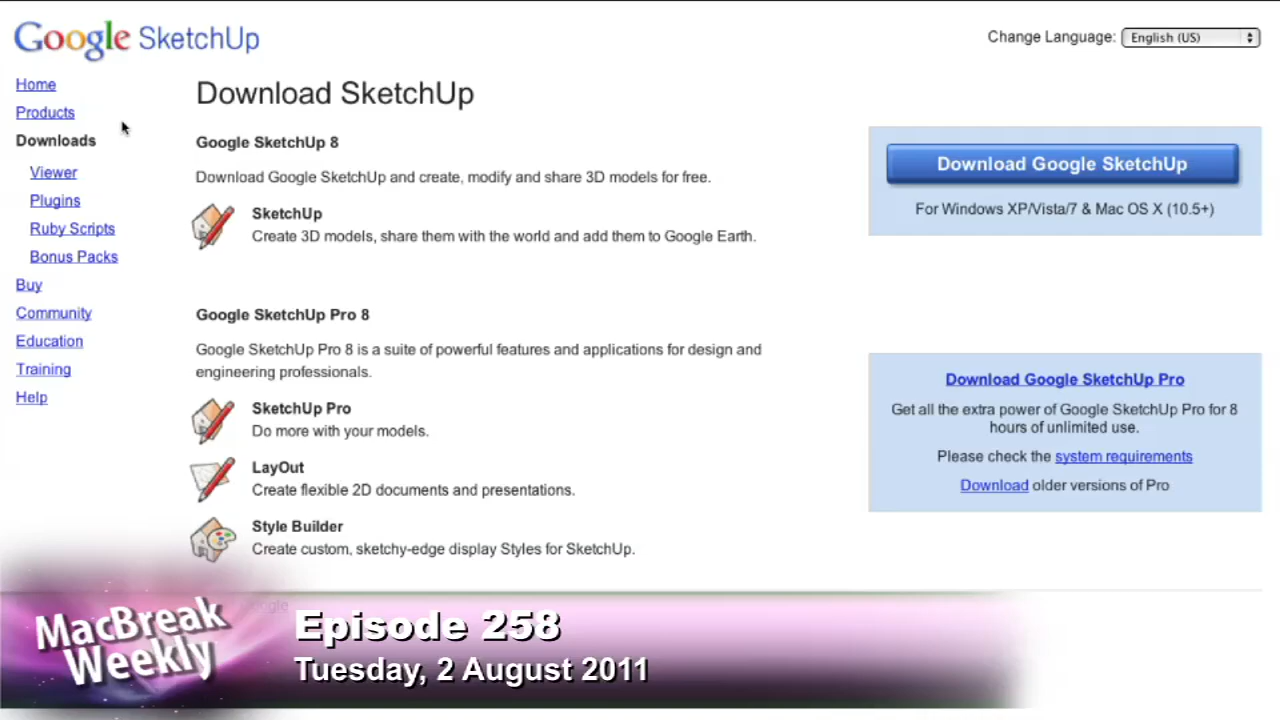 Google SketchUp
Change Language: English (US)
Home
Products
Downloads
Viewer
Plugins
Ruby Scripts
Bonus Packs
Buy
Community
Education
Training
Help
Download SketchUp
Google SketchUp 8
Download Google SketchUp and create, modify and share 3D models for free.
SketchUp
Create 3D models, share them with the world and add them to Google Earth.
Google SketchUp Pro 8
Google SketchUp Pro 8 is a suite of powerful features and applications for design and
engineering professionals.
SketchUp Pro
Do more with your models.
LayOut
Create flexible 2D documents and presentations.
Style Builder
Create custom, sketchy-edge display Styles for SketchUp.
Download Google SketchUp
For Windows XP/Vista/7 & Mac OS X (10.5+)
Download Google SketchUp Pro
Get all the extra power of Google SketchUp Pro for 8
hours of unlimited use.
Please check the system requirements
Download older versions of Pro
MacBreak
Weekly
Episode 258
Tuesday, 2 August 2011